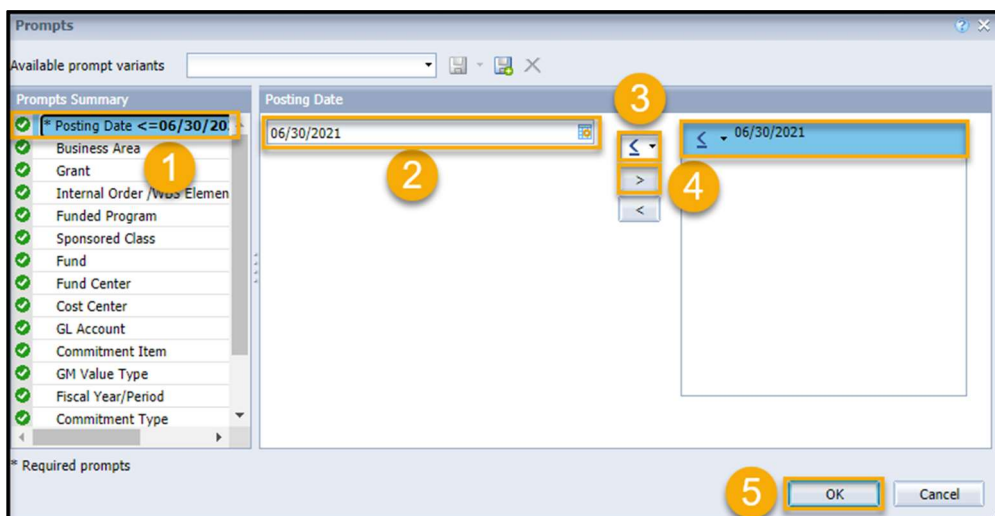 Prompts
Available prompt variants
Prompts Summary
Posting Date
3
* Posting Date <=06/30/20
06/30/2021
≤
≤ 06/30/2021
1
2
Business Area
Grant
>
4
Internal Order /WBS Elemen
<
Funded Program
Sponsored Class
Fund
Fund Center
Cost Center
GL Account
Commitment Item
GM Value Type
Fiscal Year/Period
Commitment Type
* Required prompts
5
OK
Cancel